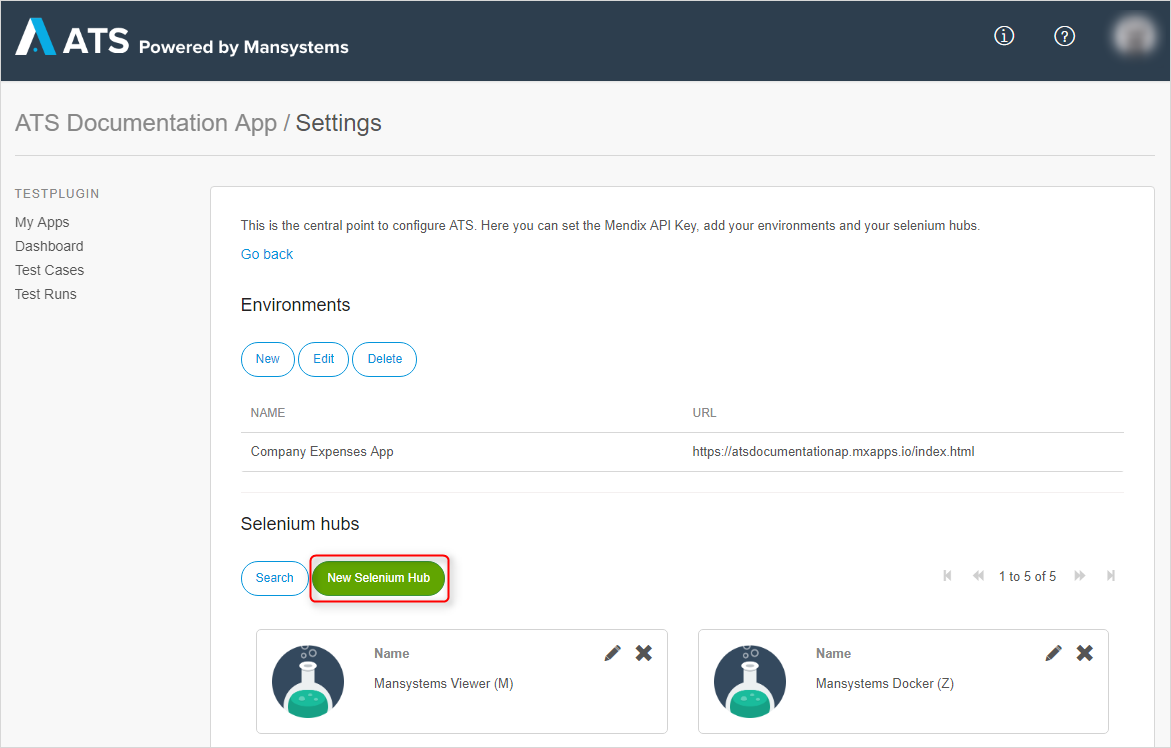 ATS Powered by Mansystems
ATS Documentation App / Settings
TESTPLUGIN
My Apps
Dashboard
Test Cases
Test Runs
This is the central point to configure ATS. Here you can set the Mendix API Key, add your environments and your selenium hubs.
Go back
Environments
New Edit Delete
NAME URL
Company Expenses App https://atsdocumentationap.mxapps.io/index.html
Selenium hubs
Search New Selenium Hub 1 to 5 of 5
Name Name
Mansystems Viewer (M) Mansystems Docker (Z)